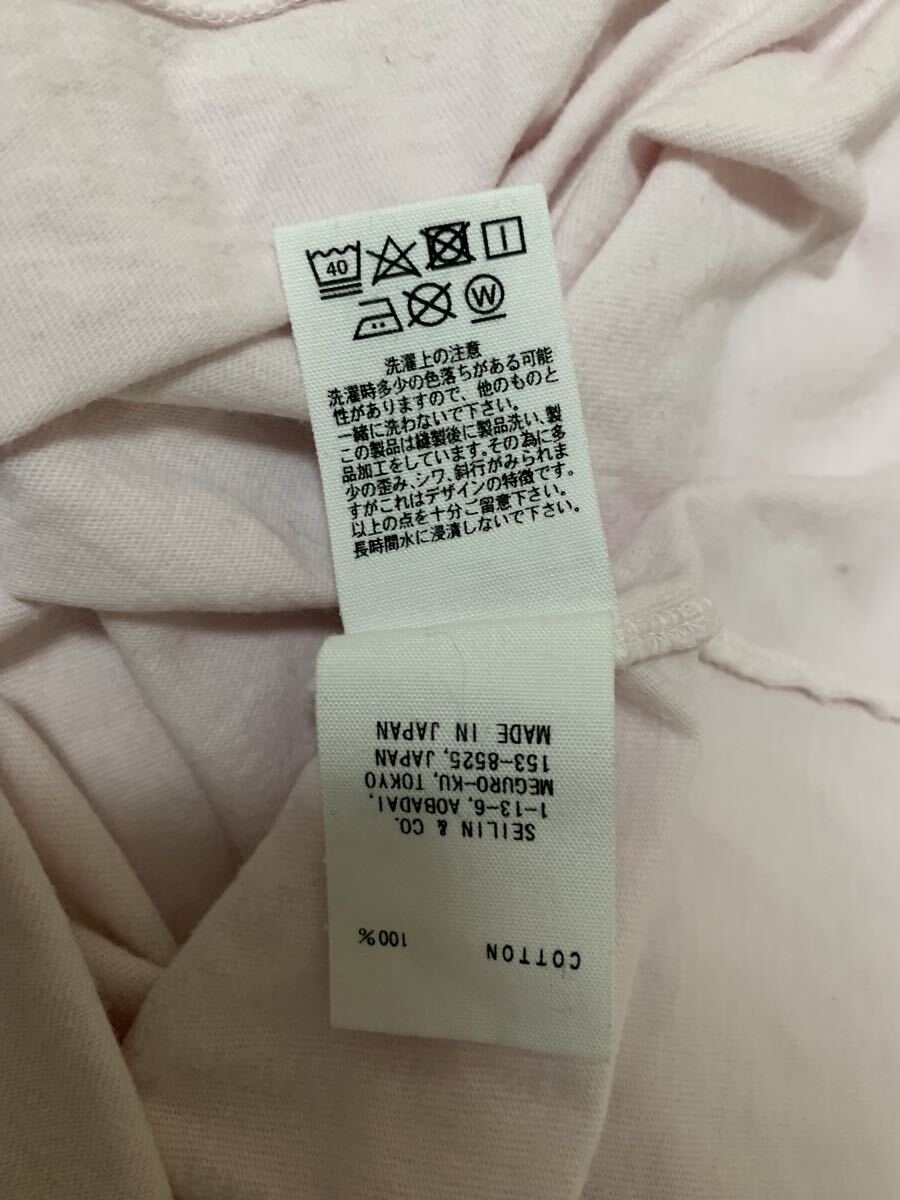 40
W
洗濯上の注意
洗濯時多少の色落ちがある可能
性がありますので、他のものと
一緒に洗わないで下さい。
この製品は縫製後に製品洗い、製
品加工をしています。その為に多
少の歪み、シワ、斜行がみられま
すがこれはデザインの特徴です。
以上の点を十分ご留意下さい。
長時間水に浸漬しないで下さい。
COTTON 100%
SEILIN & CO.
1-13-6, AOBADAI,
MEGURO-KU, TOKYO
153-8525, JAPAN
MADE IN JAPAN